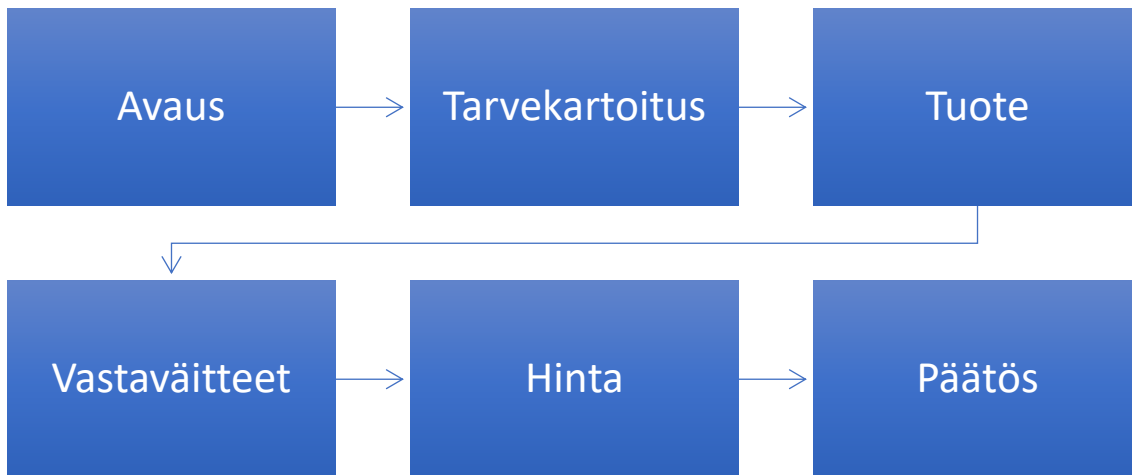 Avaus
Tarvekartoitus
Tuote
Vastaväitteet
Hinta
Päätös